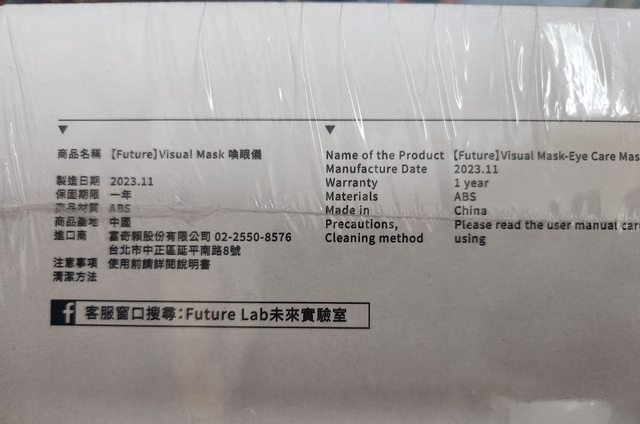 商品名稱 【Future】Visual Mask 喚眼儀
製造日期 2023.11
保固期限 一年
產品材質 ABS
商品產地 中國
進口商 富奇賴股份有限公司 02-2550-8576
台北市中正區延平南路8號
注意事項 使用前請詳閱說明書
清潔方法
Name of the Product 【Future】Visual Mask-Eye Care Mas
Manufacture Date 2023.11
Warranty 1 year
Materials ABS
Made in China
Precautions, Please read the user manual care
Cleaning method using
f 客服窗口搜尋：Future Lab未來實驗室